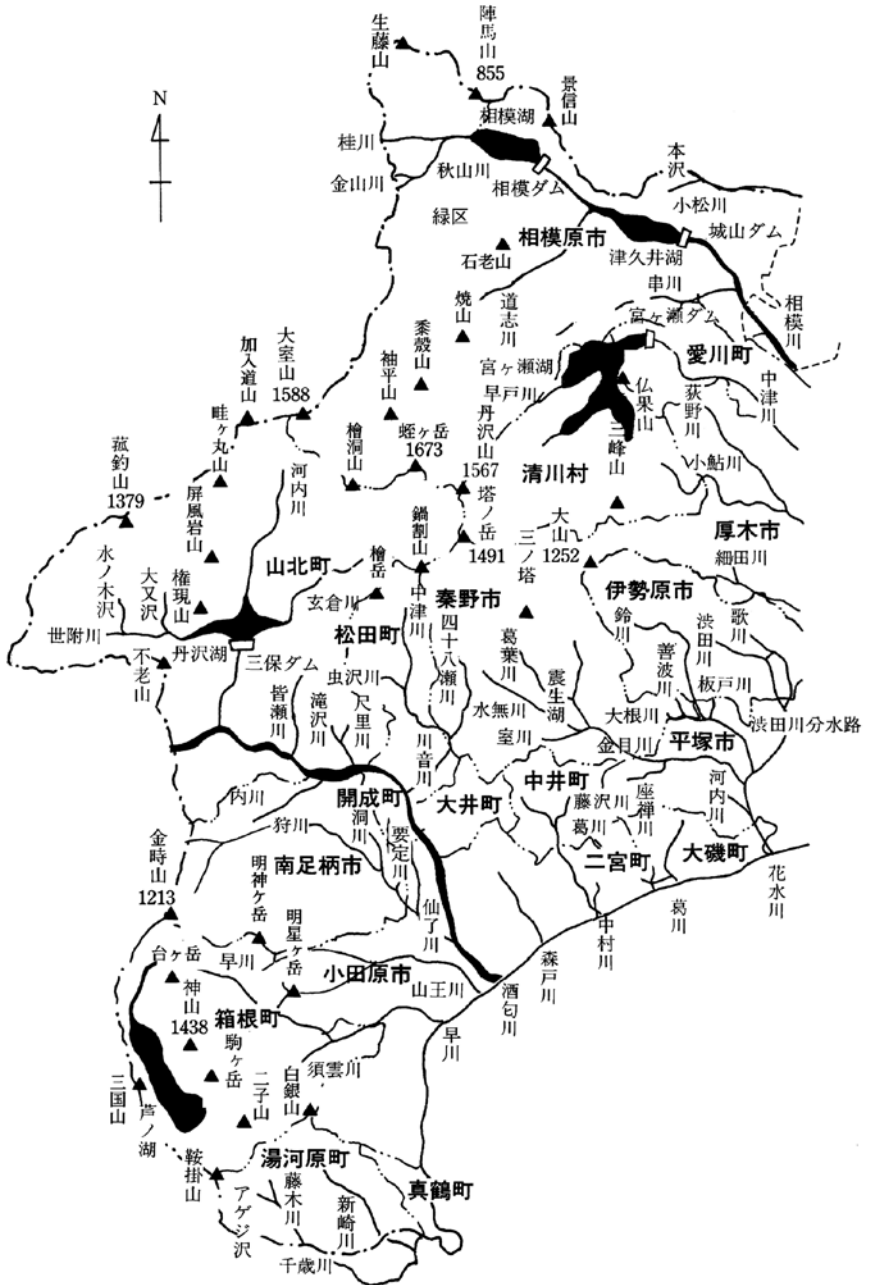 生藤山
陣馬山
855
景信山
N
相模湖
桂川
秋山川
金山川
相模ダム
本沢
小松川
緑区
相模原市
城山ダム
石老山
津久井湖
串川
相模川
焼山
道志川
宮ヶ瀬ダム
愛川町
宮ヶ瀬湖
早戸川
中津川
黍殻山
袖平山
大室山
1588
加入道山
畦ヶ丸山
菰釣山
1379
屏風岩山
河内川
檜洞山
蛭ヶ岳
1673
丹沢山
1567
仏果山
荻野川
三峰山
小鮎川
清川村
塔ノ岳
1491
鍋割山
大山
1252
厚木市
細田川
水ノ木沢
大又沢
権現山
山北町
檜岳
玄倉川
中津川
秦野市
三ノ塔
伊勢原市
世附川
丹沢湖
三保ダム
松田町
四十八瀬川
葛葉川
鈴川
渋田川
歌川
善波川
板戸川
不老山
虫沢川
震生湖
水無川
大根川
渋田川分水路
皆瀬川
滝沢川
尺里川
室川
金目川
平塚市
川音川
中井町
開成町
大井町
藤沢川
座禅川
河内川
内川
洞川
葛川
狩川
要定川
二宮町
大磯町
金時山
1213
南足柄市
明神ヶ岳
明星ヶ岳
仙了川
花水川
葛川
中村川
森戸川
台ヶ岳
早川
小田原市
山王川
酒匂川
神山
1438
箱根町
早川
駒ヶ岳
二子山
白銀山
須雲川
三国山
芦ノ湖
鞍掛山
湯河原町
真鶴町
アゲジ沢
藤木川
新崎川
千歳川